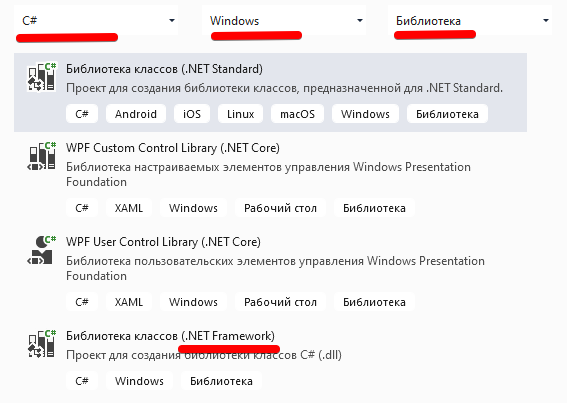 C# Windows Библиотека
C#
Библиотека классов (.NET Standard)
Проект для создания библиотеки классов, предназначенной для .NET Standard.
C# Android iOS Linux macOS Windows Библиотека
C#
WPF Custom Control Library (.NET Core)
Библиотека настраиваемых элементов управления Windows Presentation
Foundation
C# XAML Windows Рабочий стол Библиотека
C#
WPF User Control Library (.NET Core)
Библиотека пользовательских элементов управления Windows Presentation
Foundation
C# XAML Windows Рабочий стол Библиотека
C#
Библиотека классов (.NET Framework)
Проект для создания библиотеки классов C# (.dll)
C# Windows Библиотека